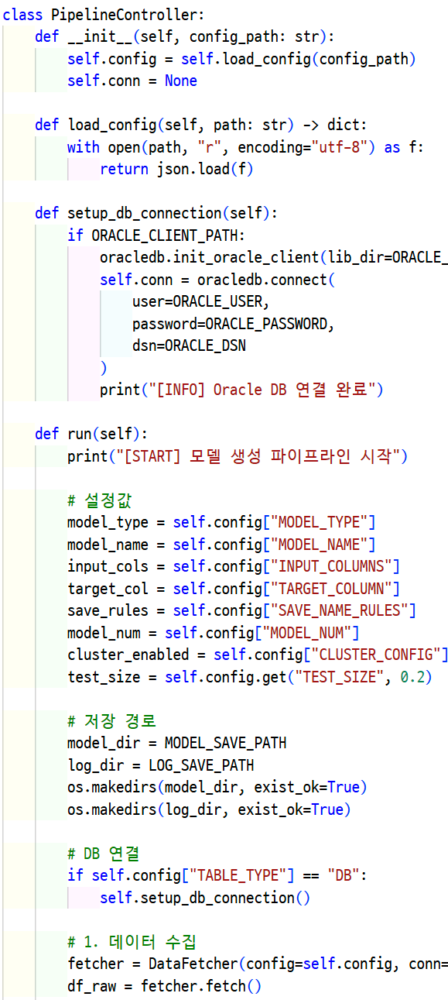 class PipelineController:
    def __init__(self, config_path: str):
        self.config = self.load_config(config_path)
        self.conn = None

    def load_config(self, path: str) -> dict:
        with open(path, "r", encoding="utf-8") as f:
            return json.load(f)

    def setup_db_connection(self):
        if ORACLE_CLIENT_PATH:
            oracledb.init_oracle_client(lib_dir=ORACLE_
            self.conn = oracledb.connect(
                user=ORACLE_USER,
                password=ORACLE_PASSWORD,
                dsn=ORACLE_DSN
            )
            print("[INFO] Oracle DB 연결 완료")

    def run(self):
        print("[START] 모델 생성 파이프라인 시작")

        # 설정값
        model_type = self.config["MODEL_TYPE"]
        model_name = self.config["MODEL_NAME"]
        input_cols = self.config["INPUT_COLUMNS"]
        target_col = self.config["TARGET_COLUMN"]
        save_rules = self.config["SAVE_NAME_RULES"]
        model_num = self.config["MODEL_NUM"]
        cluster_enabled = self.config["CLUSTER_CONFIG"]
        test_size = self.config.get("TEST_SIZE", 0.2)

        # 저장 경로
        model_dir = MODEL_SAVE_PATH
        log_dir = LOG_SAVE_PATH
        os.makedirs(model_dir, exist_ok=True)
        os.makedirs(log_dir, exist_ok=True)

        # DB 연결
        if self.config["TABLE_TYPE"] == "DB":
            self.setup_db_connection()

        # 1. 데이터 수집
        fetcher = DataFetcher(config=self.config, conn=
        df_raw = fetcher.fetch()